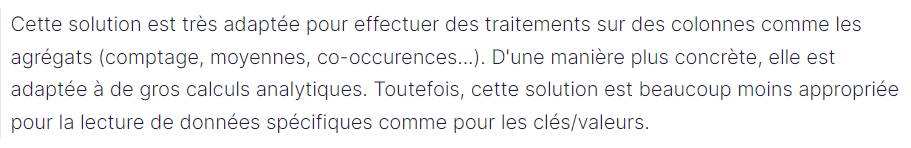 Cette solution est très adaptée pour effectuer des traitements sur des colonnes comme les
agrégats (comptage, moyennes, co-occurences...). D'une manière plus concrète, elle est
adaptée à de gros calculs analytiques. Toutefois, cette solution est beaucoup moins appropriée
pour la lecture de données spécifiques comme pour les clés/valeurs.